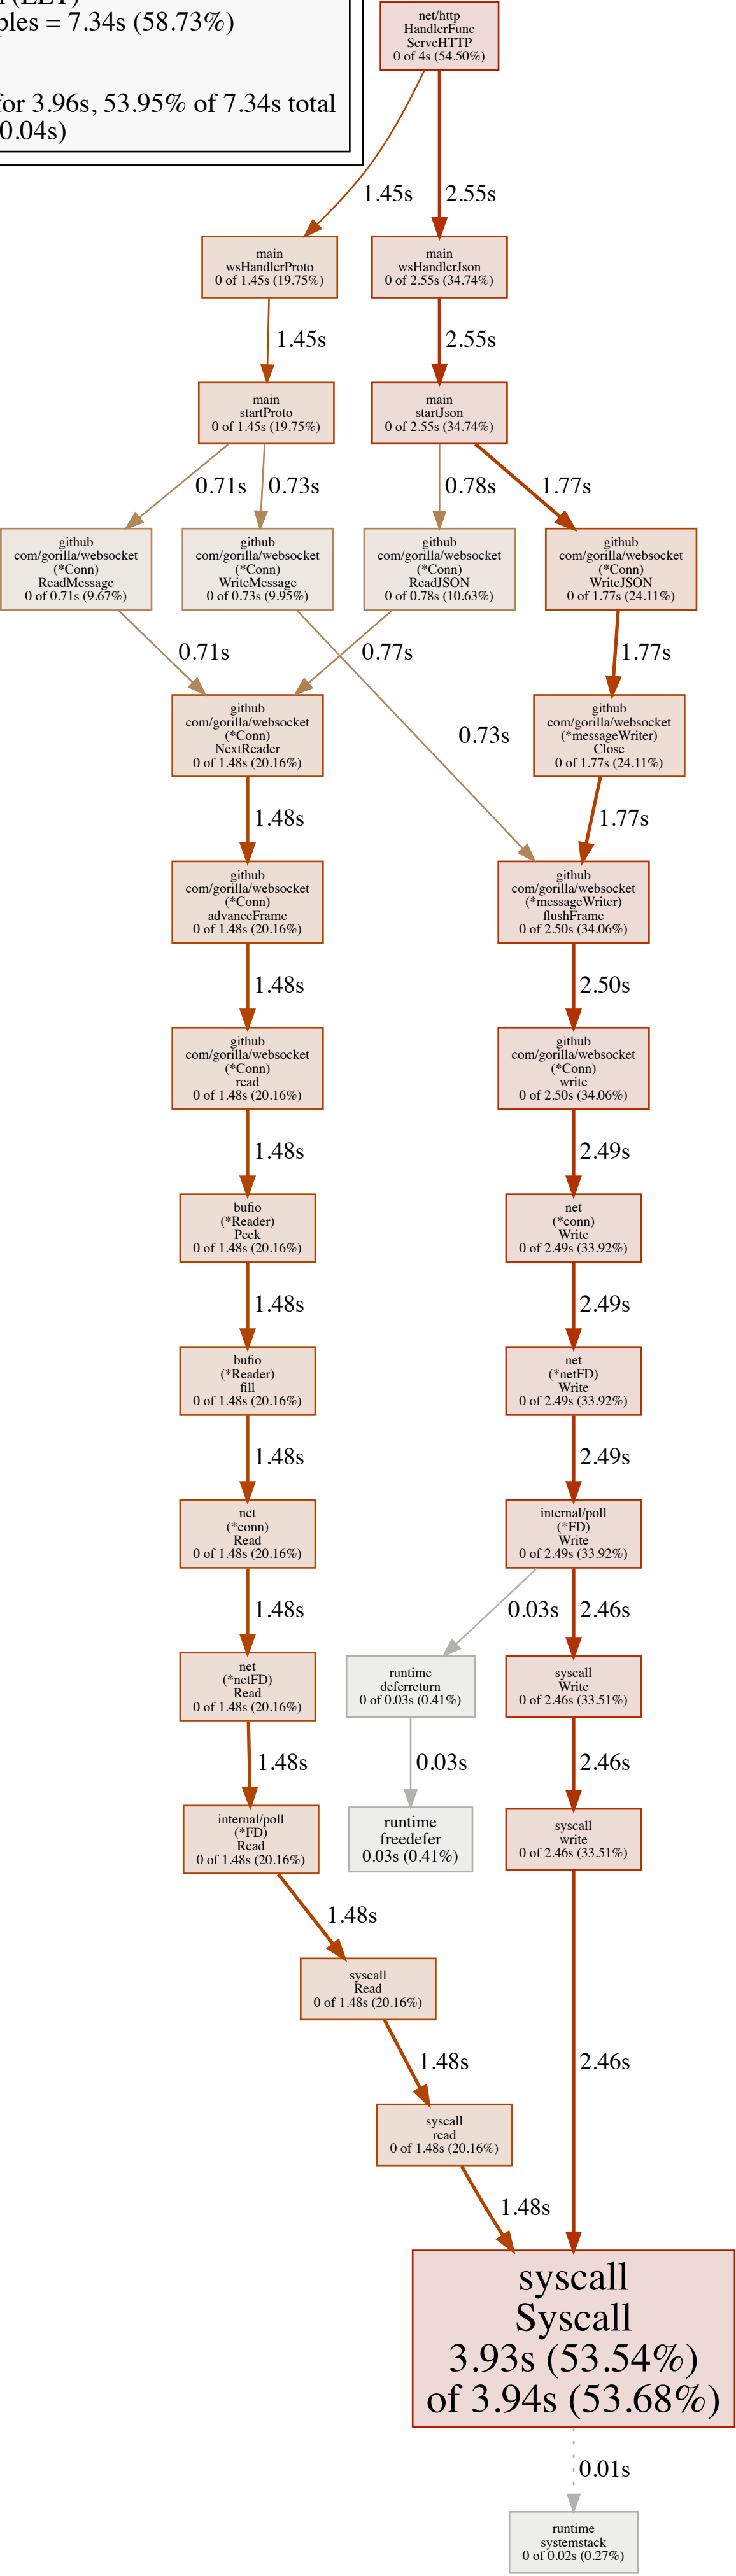 ples = 7.34s (58.73%)
for 3.96s, 53.95% of 7.34s total
0.04s)
net/http
HandlerFunc
ServeHTTP
0 of 4s (54.50%)
1.45s
2.55s
main
wsHandlerProto
0 of 1.45s (19.75%)
main
wsHandlerJson
0 of 2.55s (34.74%)
1.45s
2.55s
main
startProto
0 of 1.45s (19.75%)
main
startJson
0 of 2.55s (34.74%)
0.71s
0.73s
0.78s
1.77s
github
com/gorilla/websocket
(*Conn)
ReadMessage
0 of 0.71s (9.67%)
github
com/gorilla/websocket
(*Conn)
WriteMessage
0 of 0.73s (9.95%)
github
com/gorilla/websocket
(*Conn)
ReadJSON
0 of 0.78s (10.63%)
github
com/gorilla/websocket
(*Conn)
WriteJSON
0 of 1.77s (24.11%)
0.71s
0.77s
1.77s
github
com/gorilla/websocket
(*Conn)
NextReader
0 of 1.48s (20.16%)
0.73s
github
com/gorilla/websocket
(*messageWriter)
Close
0 of 1.77s (24.11%)
1.48s
1.77s
github
com/gorilla/websocket
(*Conn)
advanceFrame
0 of 1.48s (20.16%)
github
com/gorilla/websocket
(*messageWriter)
flushFrame
0 of 2.50s (34.06%)
1.48s
2.50s
github
com/gorilla/websocket
(*Conn)
read
0 of 1.48s (20.16%)
github
com/gorilla/websocket
(*Conn)
write
0 of 2.50s (34.06%)
1.48s
2.49s
bufio
(*Reader)
Peek
0 of 1.48s (20.16%)
net
(*conn)
Write
0 of 2.49s (33.92%)
1.48s
2.49s
bufio
(*Reader)
fill
0 of 1.48s (20.16%)
net
(*netFD)
Write
0 of 2.49s (33.92%)
1.48s
2.49s
net
(*conn)
Read
0 of 1.48s (20.16%)
internal/poll
(*FD)
Write
0 of 2.49s (33.92%)
1.48s
0.03s
2.46s
net
(*netFD)
Read
0 of 1.48s (20.16%)
runtime
deferreturn
0 of 0.03s (0.41%)
syscall
Write
0 of 2.46s (33.51%)
1.48s
0.03s
2.46s
internal/poll
(*FD)
Read
0 of 1.48s (20.16%)
runtime
freedefer
0.03s (0.41%)
syscall
write
0 of 2.46s (33.51%)
1.48s
syscall
Read
0 of 1.48s (20.16%)
1.48s
2.46s
syscall
read
0 of 1.48s (20.16%)
1.48s
syscall
Syscall
3.93s (53.54%)
of 3.94s (53.68%)
0.01s
runtime
systemstack
0 of 0.02s (0.27%)